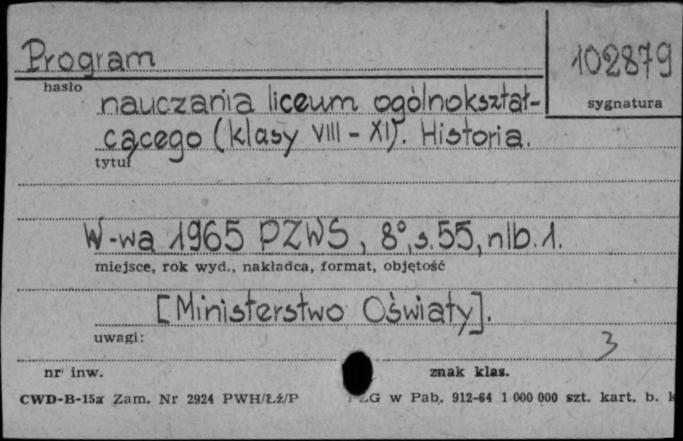 Program
102879
hasło
sygnatura
nauczania liceum ogólnokształ-
cącego (klasy VIII - XI). Historia.
tytuł
W-wa 1965 PZWS, 8°, s. 55, nlb. 1.
miejsce, rok wyd., nakładca, format, objętość
[Ministerstwo Oświaty].
uwagi:
3
nr inw.
znak klas.
CWD-B-15a Zam. Nr 2924 PWH/Łź/P
G w Pab. 912-64 1 000 000 szt. kart. b.